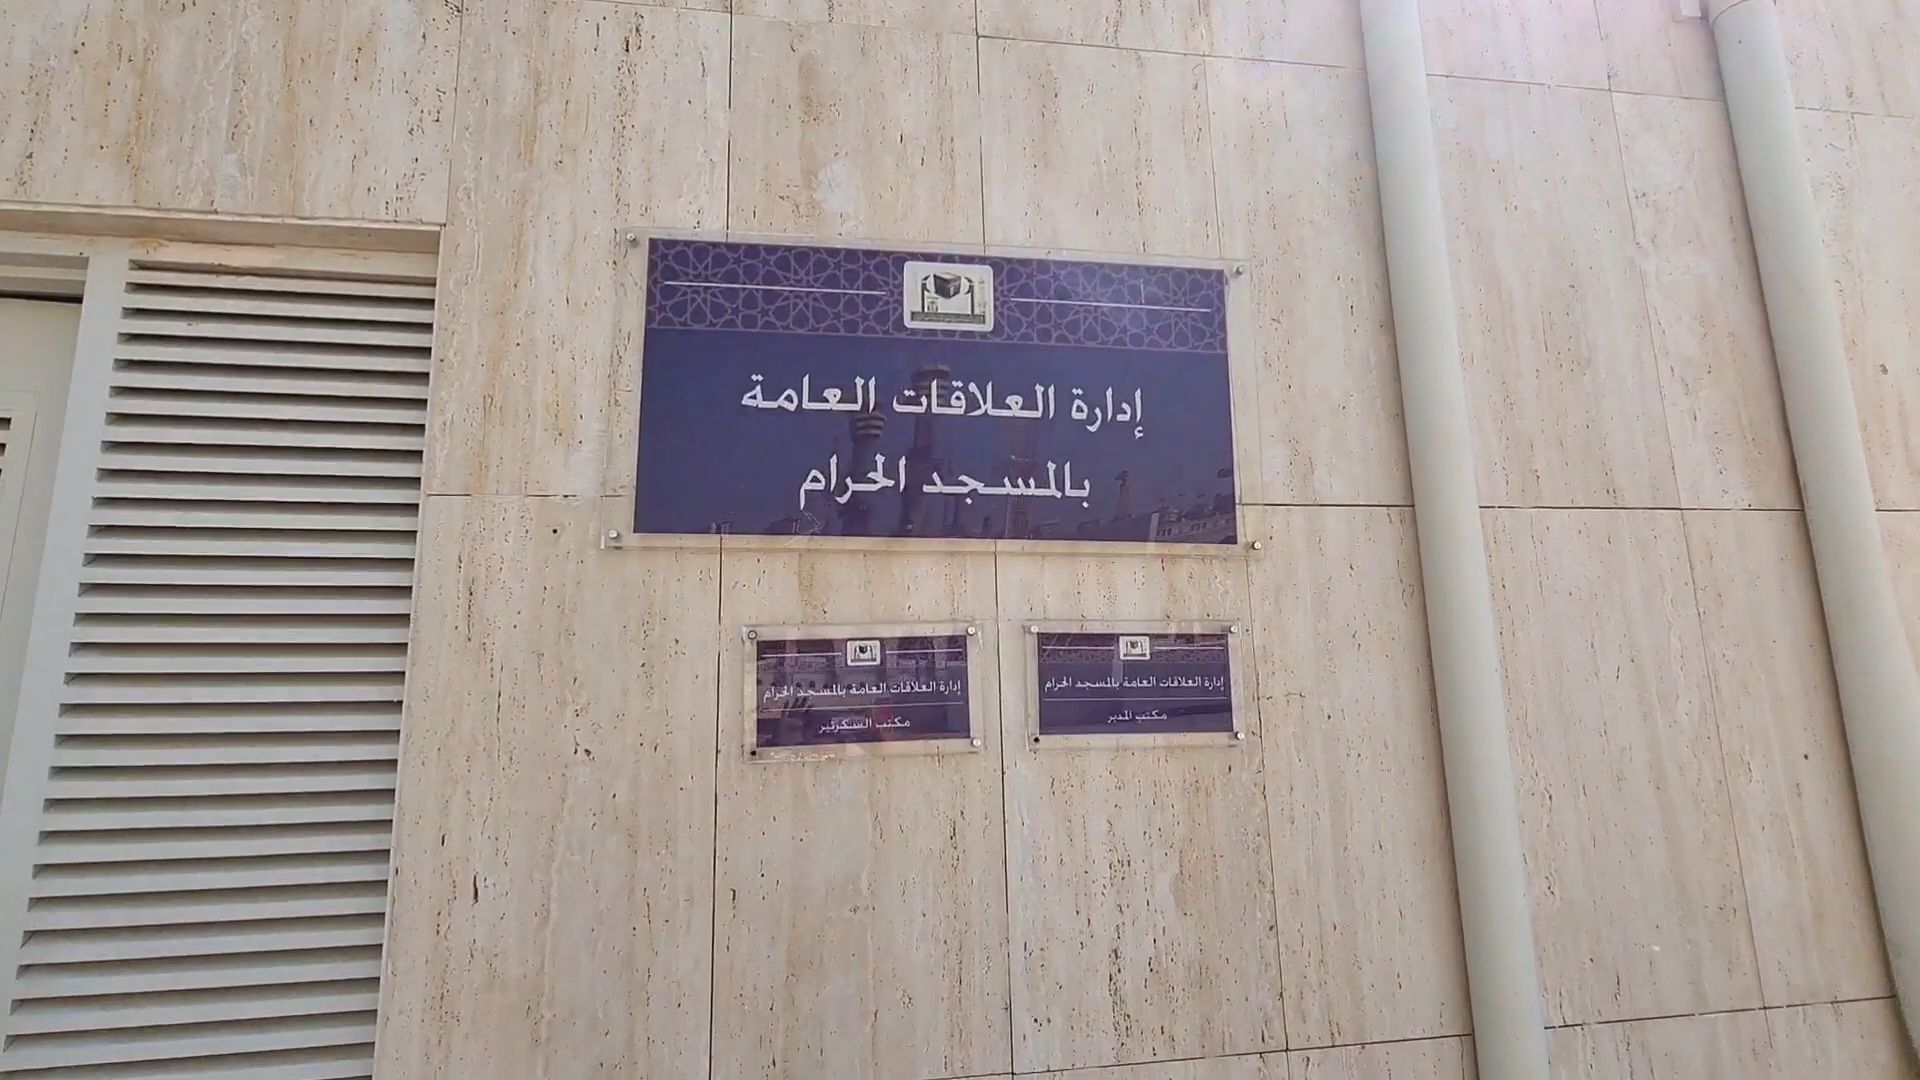 إدارة العلاقات العامة
بالمسجد الحرام
إدارة العلاقات العامة بالمسجد الحرام
مكتب المدير
إدارة العلاقات العامة بالمسجد الحرام
مكتب السكرتير